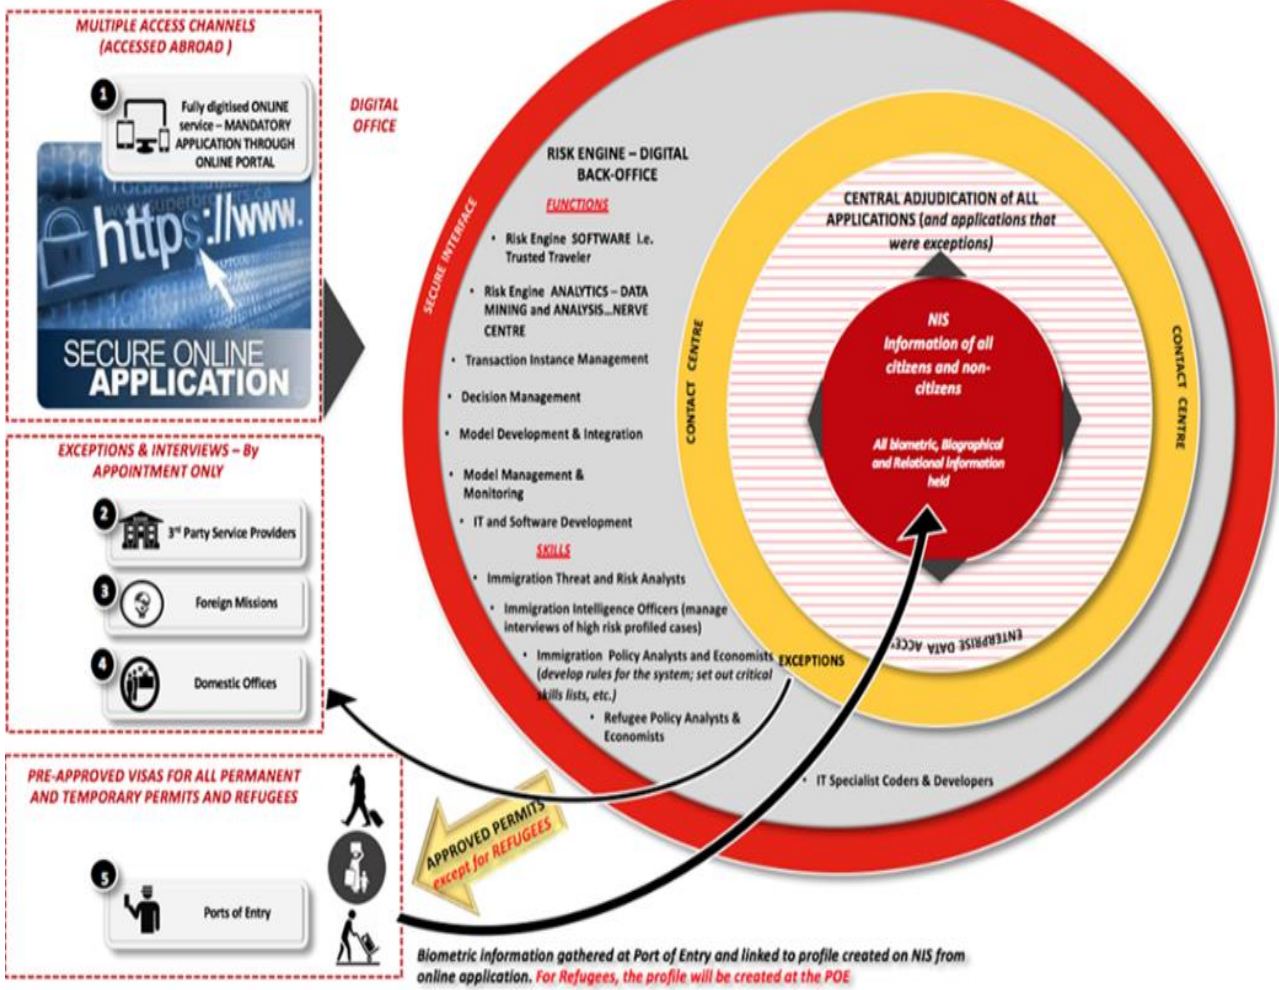 MULTIPLE ACCESS CHANNELS
(ACCESSED ABROAD )
1
Fully digitised ONLINE
service – MANDATORY
APPLICATION THROUGH
ONLINE PORTAL
https://www.
SECURE ONLINE
APPLICATION
DIGITAL
OFFICE
EXCEPTIONS & INTERVIEWS – By
APPOINTMENT ONLY
2
3rd Party Service Providers
3
Foreign Missions
4
Domestic Offices
PRE-APPROVED VISAS FOR ALL PERMANENT
AND TEMPORARY PERMITS AND REFUGEES
5
Ports of Entry
SECURE INTERFACE
RISK ENGINE – DIGITAL
BACK-OFFICE
FUNCTIONS
• Risk Engine SOFTWARE i.e.
Trusted Traveler
• Risk Engine ANALYTICS – DATA
MINING and ANALYSIS...NERVE
CENTRE
• Transaction Instance Management
• Decision Management
• Model Development & Integration
• Model Management &
Monitoring
• IT and Software Development
SKILLS
• Immigration Threat and Risk Analysts
• Immigration Intelligence Officers (manage
interviews of high risk profiled cases)
• Immigration Policy Analysts and Economists
(develop rules for the system; set out critical
skills lists, etc.)
• Refugee Policy Analysts &
Economists
• IT Specialist Coders & Developers
EXCEPTIONS
CONTACT CENTRE
CENTRAL ADJUDICATION of ALL
APPLICATIONS (and applications that
were exceptions)
NIS
Information of all
citizens and non-
citizens
All biometric, Biographical
and Relational Information
held
CONTACT CENTRE
ENTERPRISE DATA
APPROVED PERMITS
except for REFUGEES
Biometric information gathered at Port of Entry and linked to profile created on NIS from
online application. For Refugees, the profile will be created at the POE